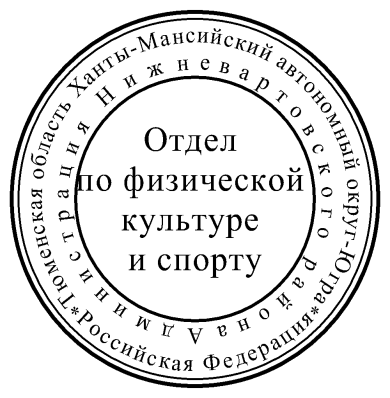 *Тюменская область Ханты-Мансийский автономный округ-Югра*
Российская Федерация
Администрация Нижневартовского района
Отдел
по физической
культуре
и спорту